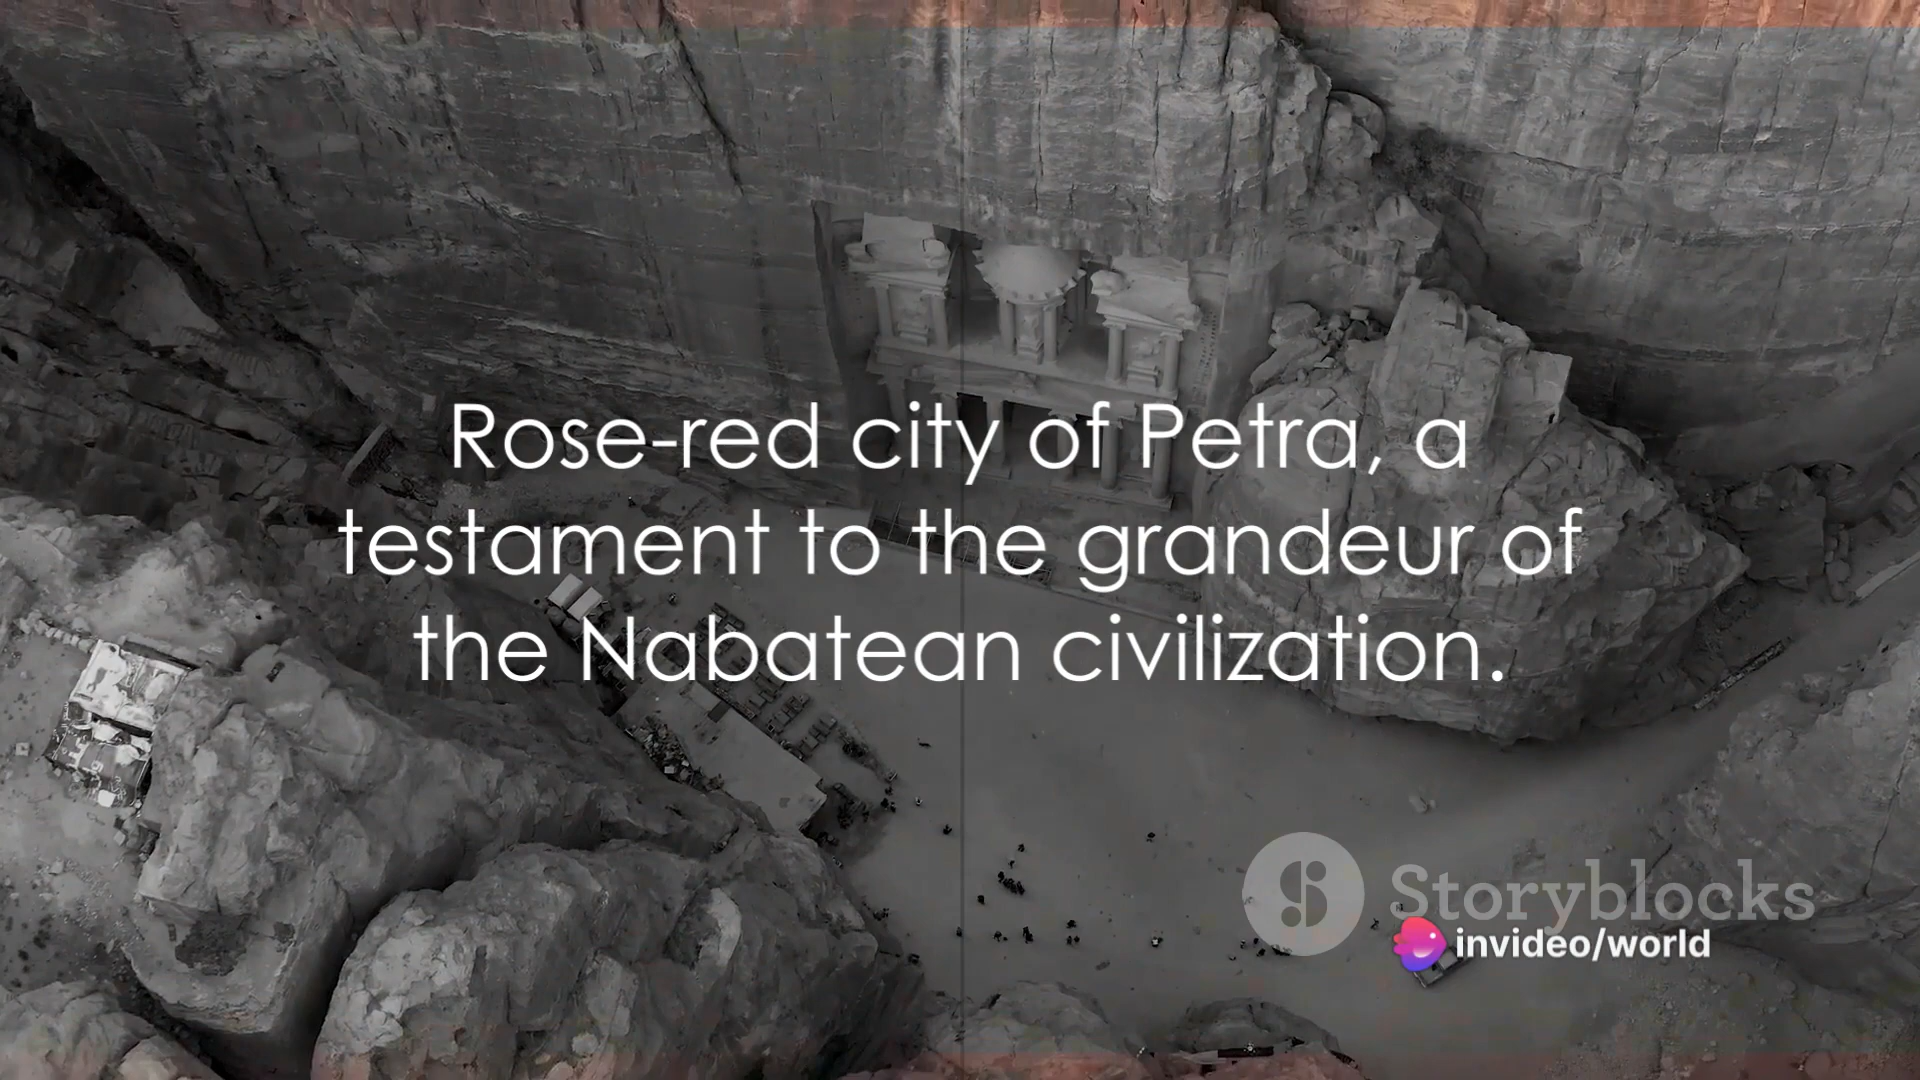 Rose-red city of Petra, a
testament to the grandeur of
the Nabatean civilization.
Storyblocks
invideo/world